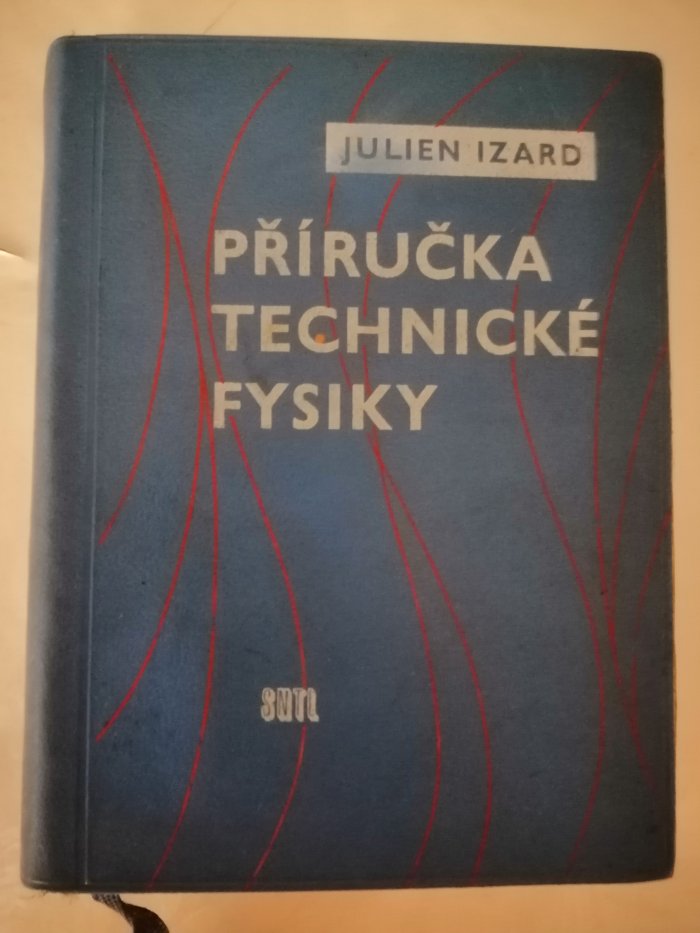 JULIEN IZARD
PŘÍRUČKA
TECHNICKÉ
FYSIKY
SNTL